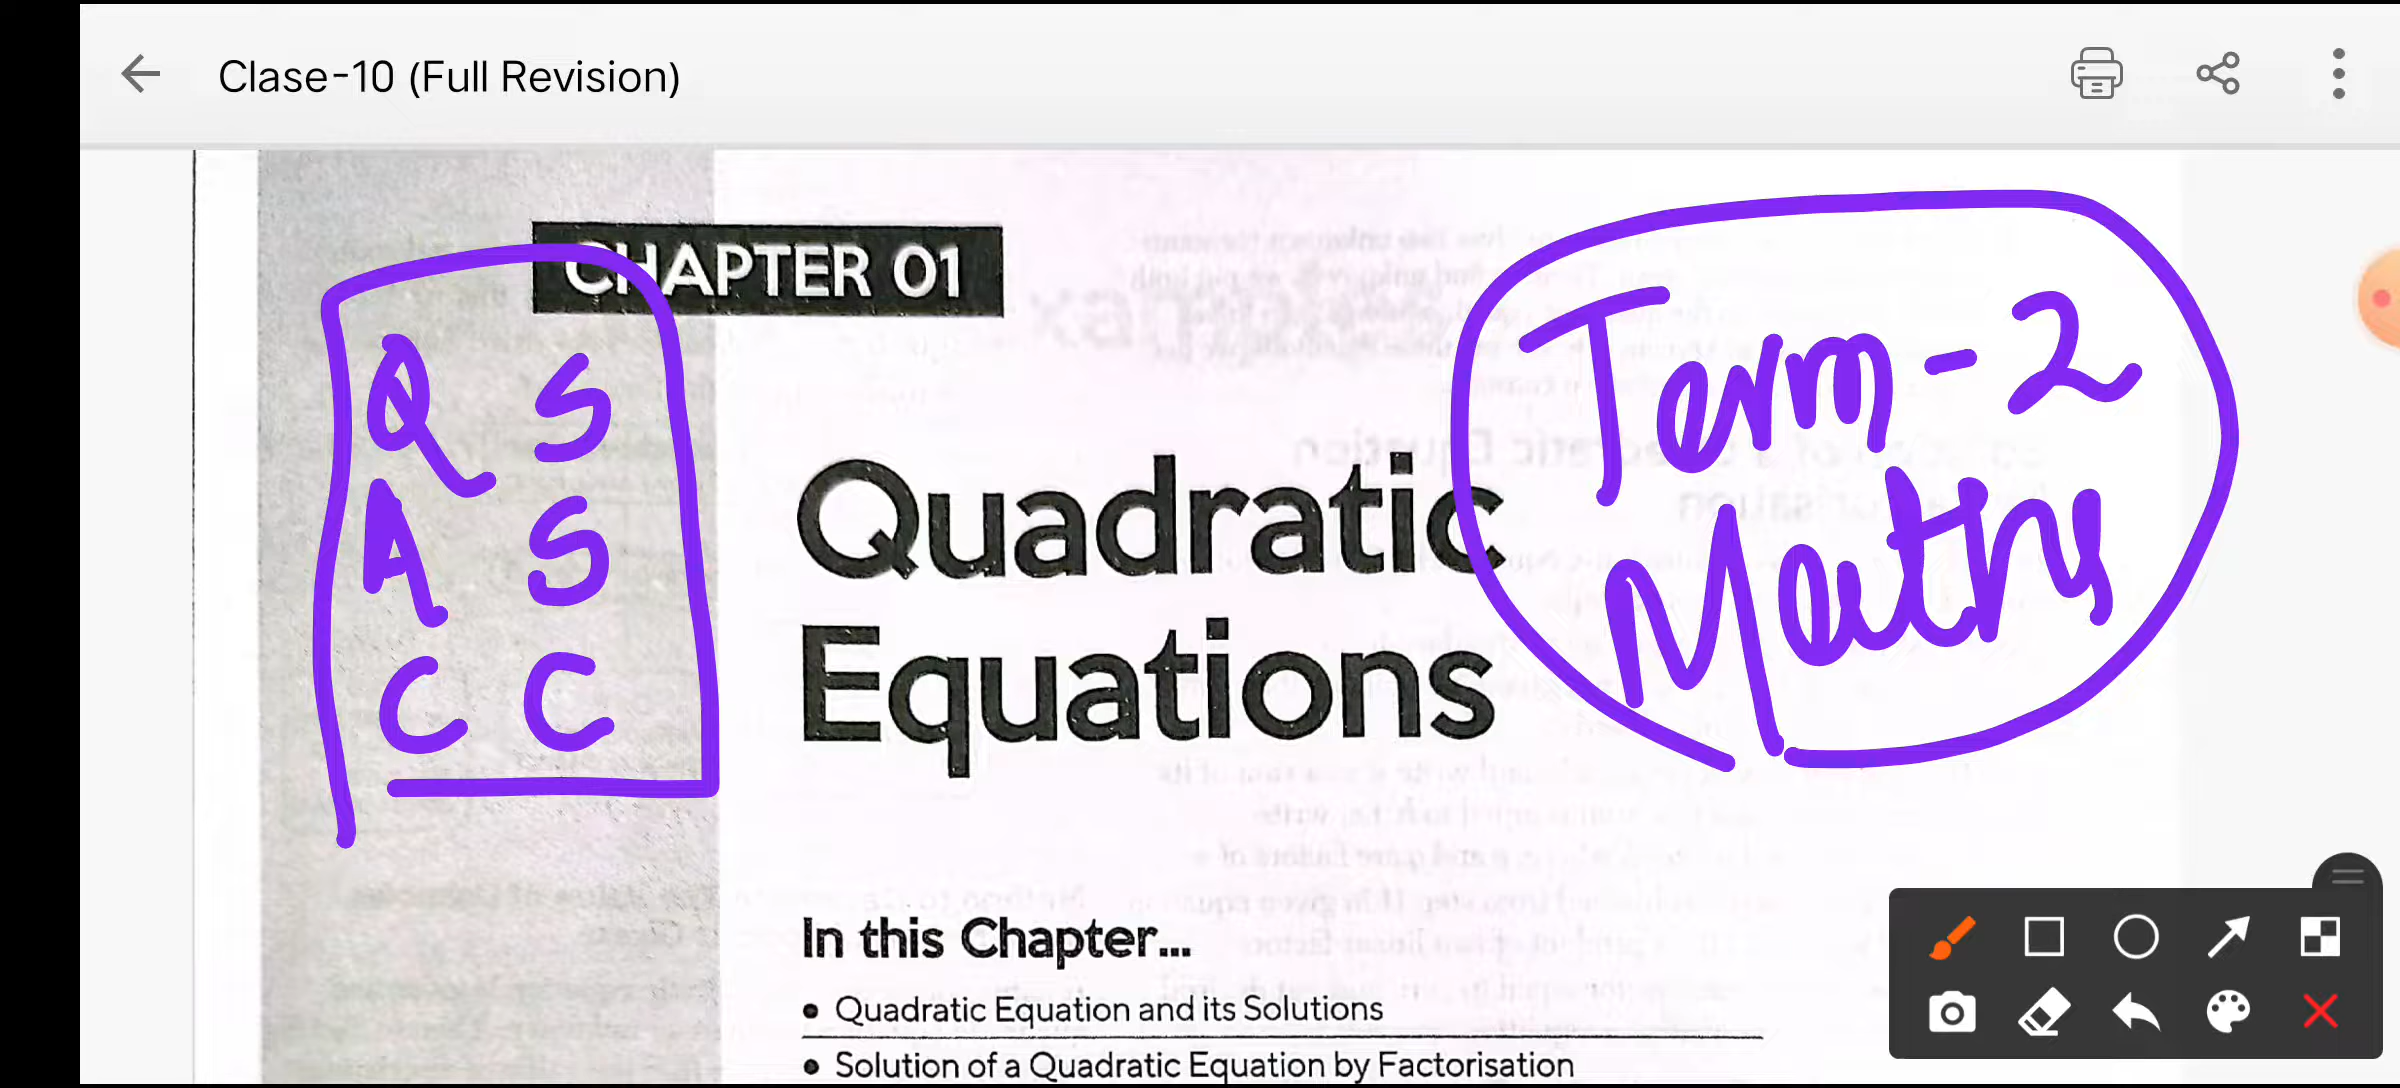 Clase-10 (Full Revision)
CHAPTER 01
Q S
A S
C C
Term-2
Maths
Quadratic
Equations
In this Chapter...
• Quadratic Equation and its Solutions
• Solution of a Quadratic Equation by Factorisation